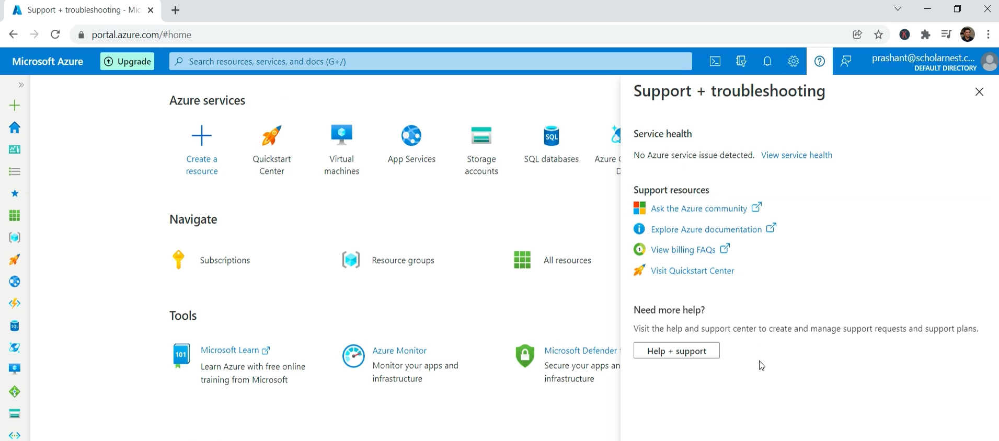 Support + troubleshooting - Mic
portal.azure.com/#home
K
Microsoft Azure
Upgrade
Search resources, services, and docs (G+/)
prashant@scholarnest.c...
DEFAULT DIRECTORY
Azure services
Create a
resource
Quickstart
Center
Virtual
machines
App Services
Storage
accounts
SQL
SQL databases
Azure
Navigate
Subscriptions
Resource groups
All resources
Tools
101
Microsoft Learn
Learn Azure with free online
training from Microsoft
Azure Monitor
Monitor your apps and
infrastructure
Microsoft Defender
Secure your apps an
infrastructure
SQL
Support + troubleshooting
Service health
No Azure service issue detected. View service health
Support resources
Ask the Azure community
Explore Azure documentation
View billing FAQs
Visit Quickstart Center
Need more help?
Visit the help and support center to create and manage support requests and support plans.
Help + support